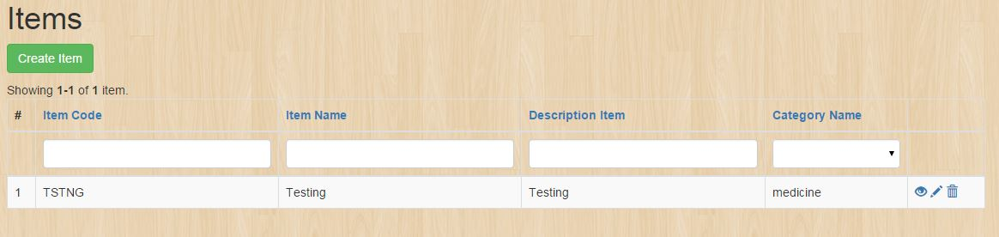 Items
Create Item
Showing 1-1 of 1 item.
# Item Code Item Name Description Item Category Name
1 TSTNG Testing Testing medicine